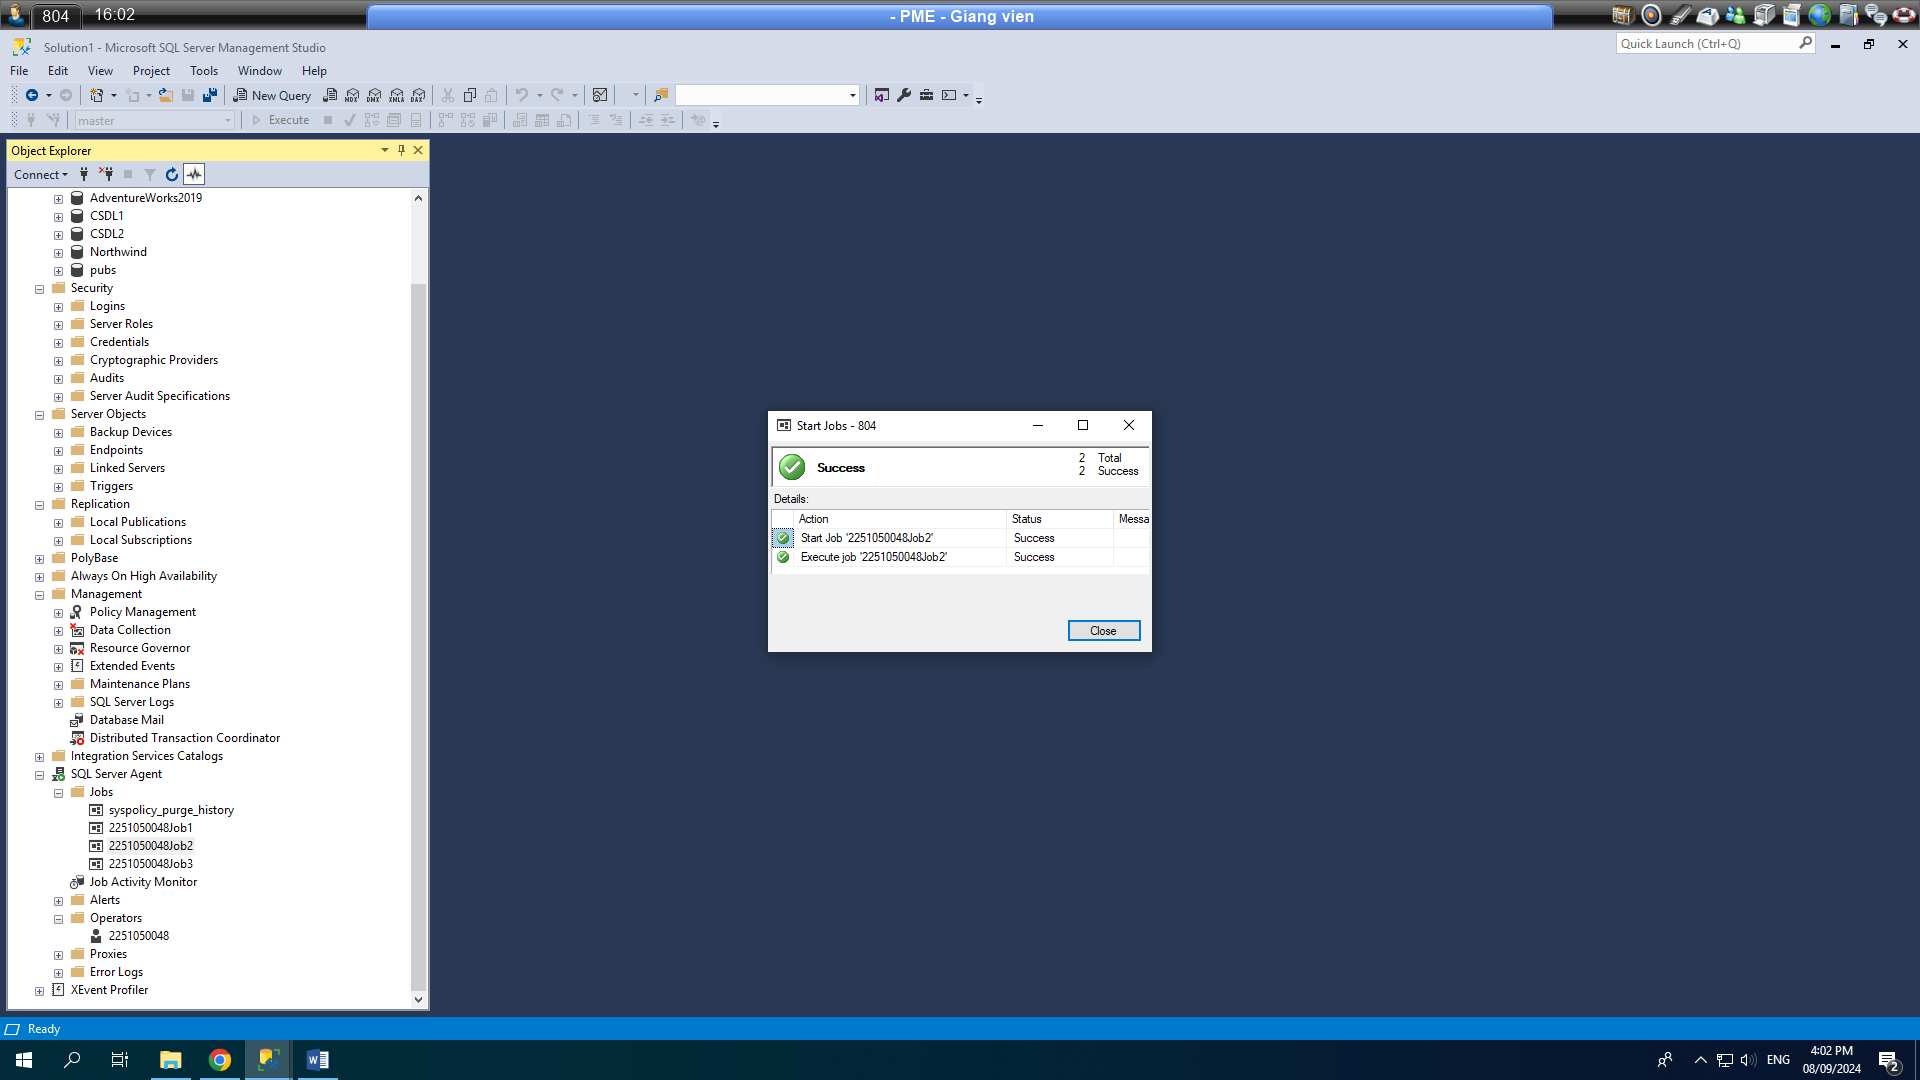 804
16:02
- PME - Giang vien
Solution1 - Microsoft SQL Server Management Studio
Quick Launch (Ctrl+Q)
File Edit View Project Tools Window Help
New Query
MDX DMX XMLA DAX
master
Execute
Object Explorer
Connect
AdventureWorks2019
CSDL1
CSDL2
Northwind
pubs
Security
Logins
Server Roles
Credentials
Cryptographic Providers
Audits
Server Audit Specifications
Server Objects
Backup Devices
Endpoints
Linked Servers
Triggers
Replication
Local Publications
Local Subscriptions
PolyBase
Always On High Availability
Management
Policy Management
Data Collection
Resource Governor
Extended Events
Maintenance Plans
SQL Server Logs
Database Mail
Distributed Transaction Coordinator
Integration Services Catalogs
SQL Server Agent
Jobs
syspolicy_purge_history
2251050048Job1
2251050048Job2
2251050048Job3
Job Activity Monitor
Alerts
Operators
2251050048
Proxies
Error Logs
XEvent Profiler
Start Jobs - 804
Success
2 Total
2 Success
Details:
Action Status Messa
Start Job '2251050048Job2' Success
Execute job '2251050048Job2' Success
Close
Ready
ENG
4:02 PM
08/09/2024
2